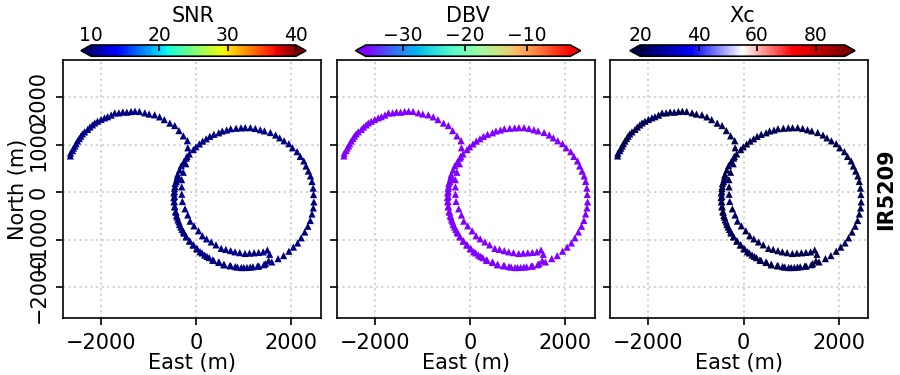 SNR DBV Xc
10 20 30 40 −30 −20 −10 20 40 60 80
North (m)
2000
1000
0
−1000
−2000
IR5209
−2000 0 2000 −2000 0 2000 −2000 0 2000
East (m) East (m) East (m)